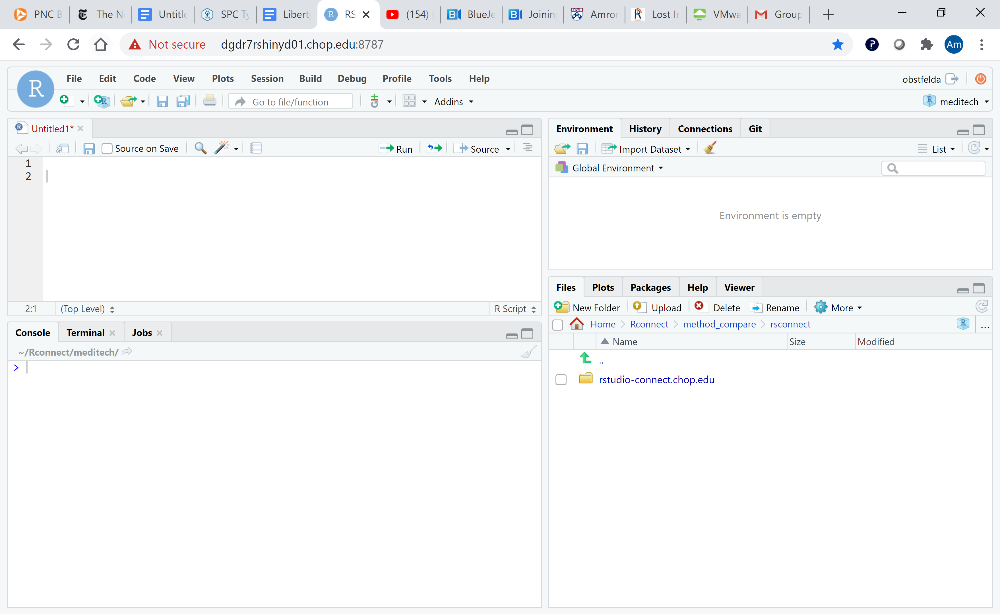 PNC B The N Untitle SPC Ty Liberty RS (154) BlueJe Joinin Amron Lost In VMwa Group
Not secure dgdr7rshinyd01.chop.edu:8787 Am
R File Edit Code View Plots Session Build Debug Profile Tools Help obstfelda
Go to file/function Addins meditech
Untitled1*
Source on Save Run Source
1
2
2:1 (Top Level) R Script
Console Terminal Jobs
~/Rconnect/meditech/
>
Environment History Connections Git
Import Dataset List
Global Environment
Environment is empty
Files Plots Packages Help Viewer
New Folder Upload Delete Rename More
Home Rconnect method_compare rsconnect ...
Name Size Modified
..
rstudio-connect.chop.edu